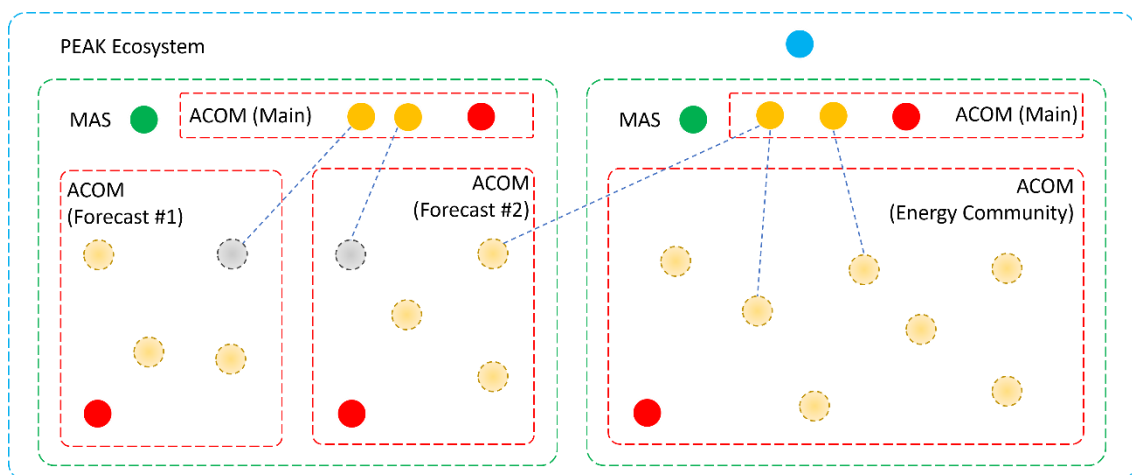 PEAK Ecosystem
MAS
ACOM (Main)
ACOM
(Forecast #1)
ACOM
(Forecast #2)
MAS
ACOM (Main)
ACOM
(Energy Community)